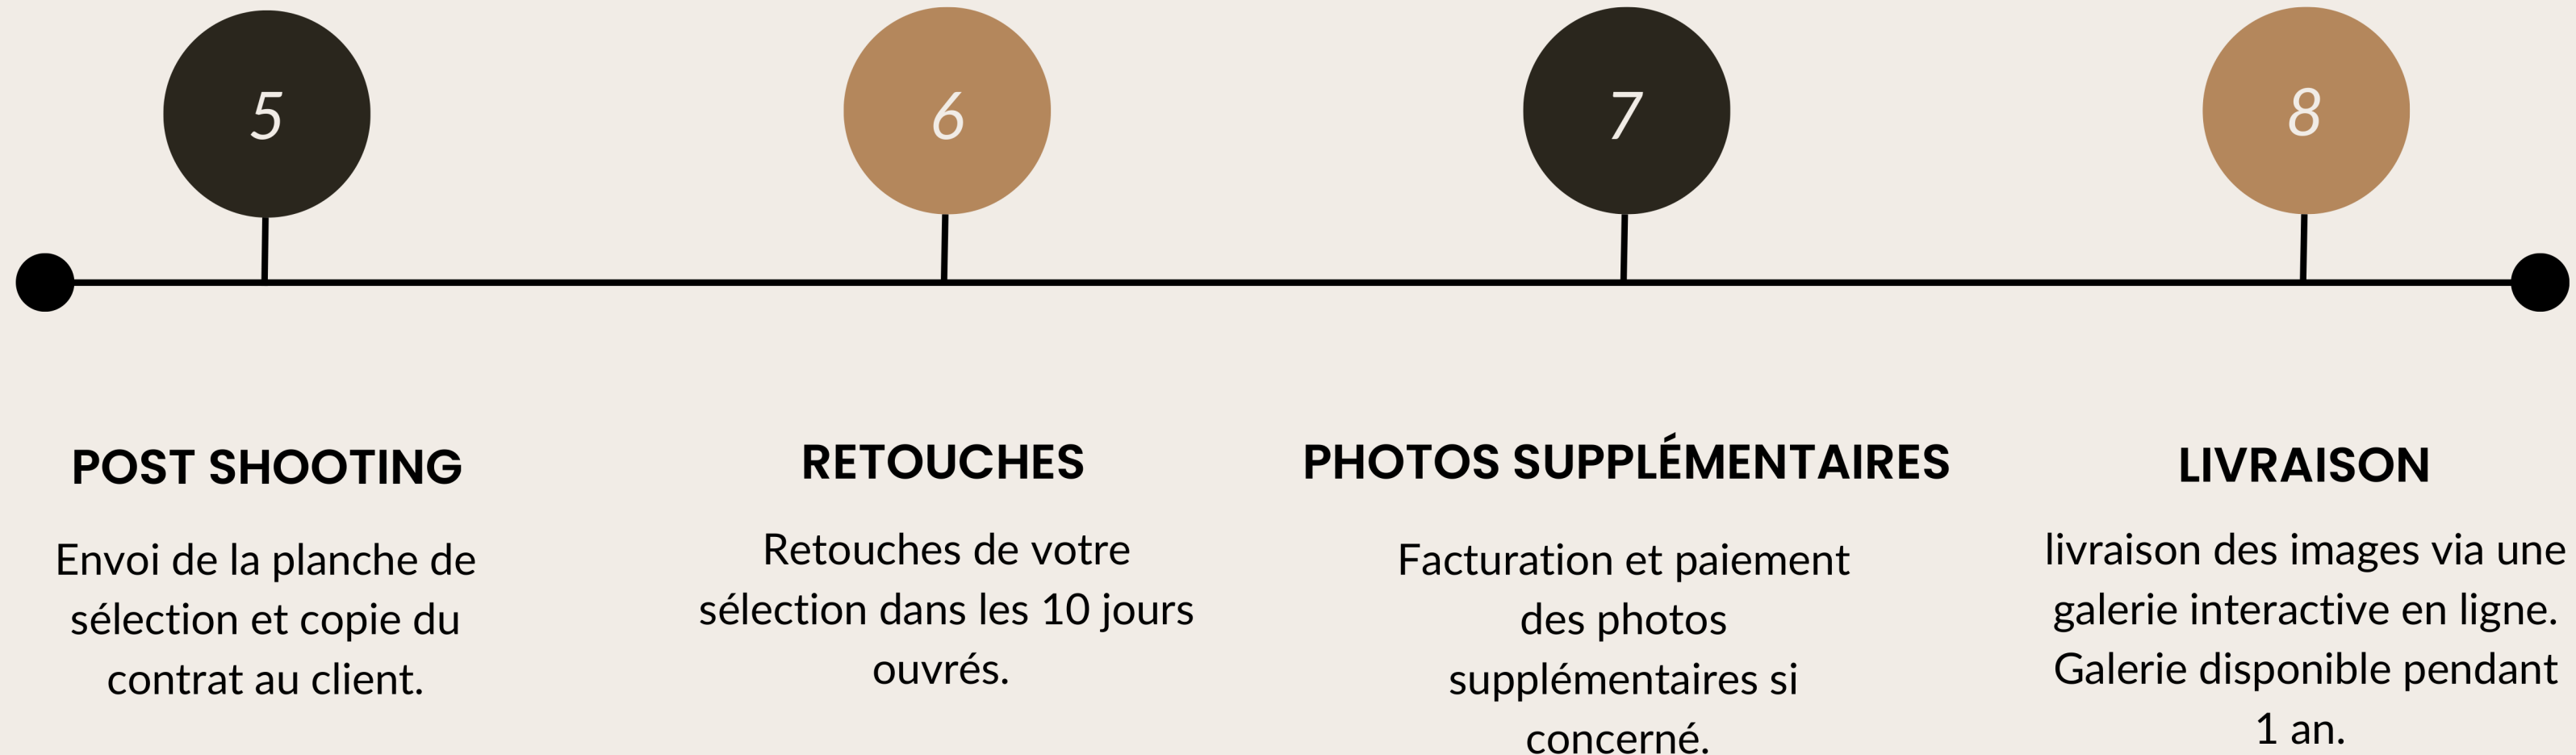 5
6
7
8
POST SHOOTING
Envoi de la planche de
sélection et copie du
contrat au client.
RETOUCHES
Retouches de votre
sélection dans les 10 jours
ouvrés.
PHOTOS SUPPLÉMENTAIRES
Facturation et paiement
des photos
supplémentaires si
concerné.
LIVRAISON
livraison des images via une
galerie interactive en ligne.
Galerie disponible pendant
1 an.